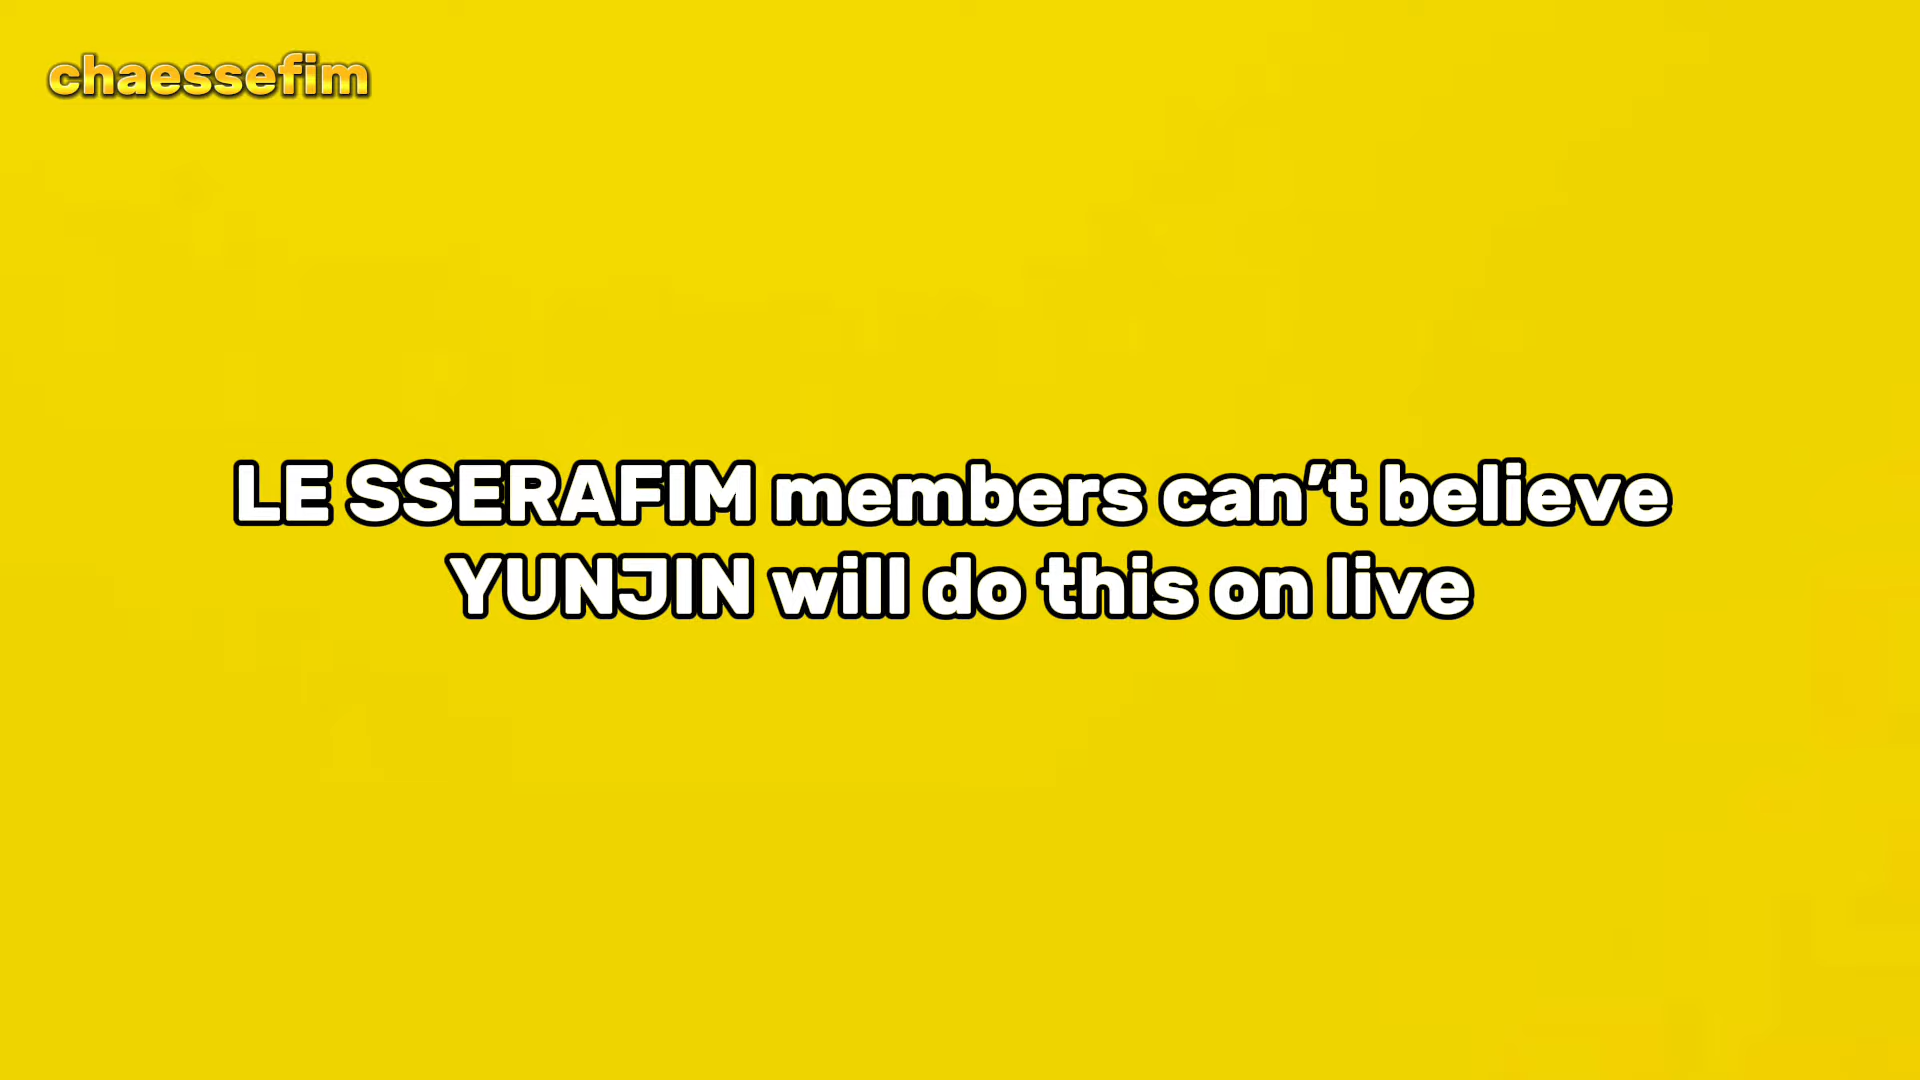 chaessefim
LE SSERAFIM members can’t believe
YUNJIN will do this on live